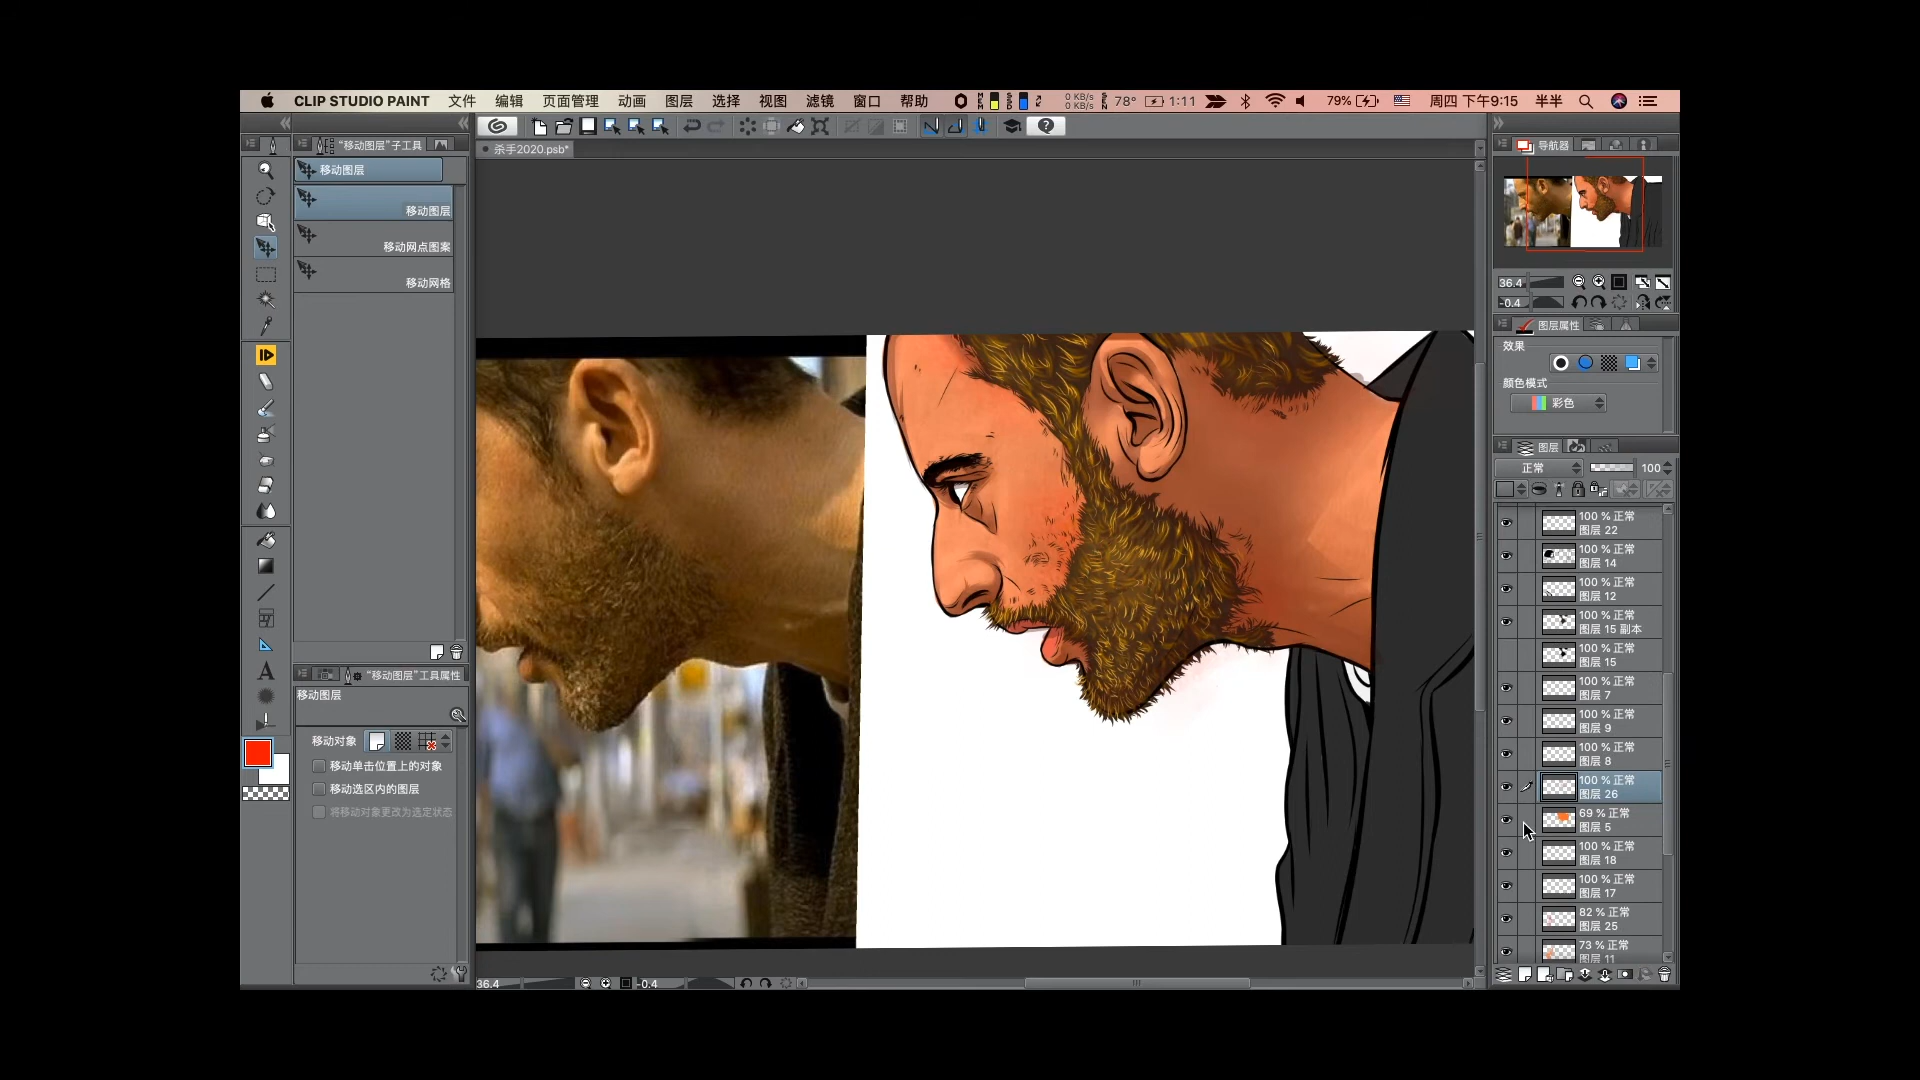 CLIP STUDIO PAINT 文件 编辑 页面管理 动画 图层 选择 视图 滤镜 窗口 帮助 0 KB/s 0 KB/s 78° 1:11 79% 周四 下午9:15 半半
“移动图层”子工具
杀手2020.psb*
导航器
移动图层
移动图层
移动网点图案
移动网格
36.4
-0.4
图层属性
效果
颜色模式
彩色
图层
正常 100
100 % 正常
图层 22
100 % 正常
图层 14
100 % 正常
图层 12
100 % 正常
图层 15 副本
100 % 正常
图层 15
100 % 正常
图层 7
100 % 正常
图层 9
100 % 正常
图层 8
100 % 正常
图层 26
69 % 正常
图层 5
100 % 正常
图层 18
100 % 正常
图层 17
82 % 正常
图层 25
73 % 正常
图层 11
“移动图层”工具属性
移动图层
移动对象
移动单击位置上的对象
移动选区内的图层
将移动对象更改为选定状态
36.4 -0.4